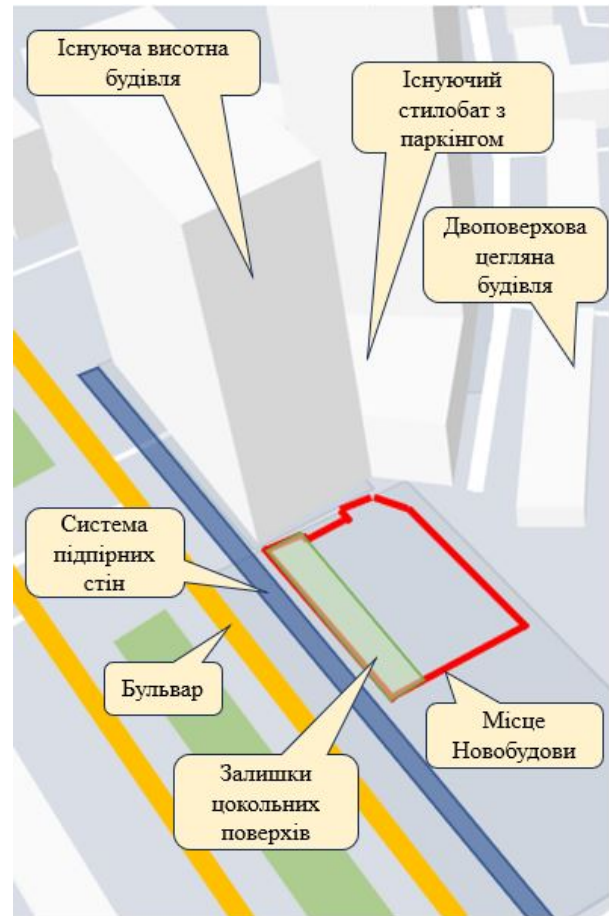 Існуюча висотна
будівля
Існуючий
стилобат з
паркінгом
Двоповерхова
цегляна
будівля
Система
підпірних
стін
Бульвар
Місце
Новобудови
Залишки
цокольних
поверхів